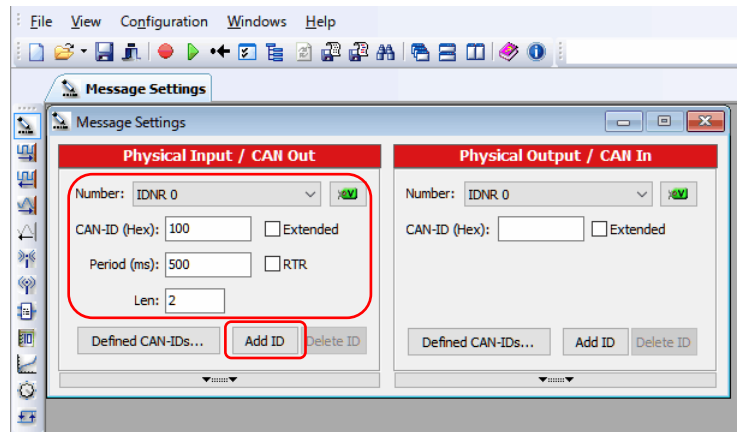 File View Configuration Windows Help
Message Settings
Message Settings
Physical Input / CAN Out
Number: IDNR 0
CAN-ID (Hex): 100 Extended
Period (ms): 500 RTR
Len: 2
Defined CAN-IDs... Add ID Delete ID
Physical Output / CAN In
Number: IDNR 0
CAN-ID (Hex): Extended
Defined CAN-IDs... Add ID Delete ID